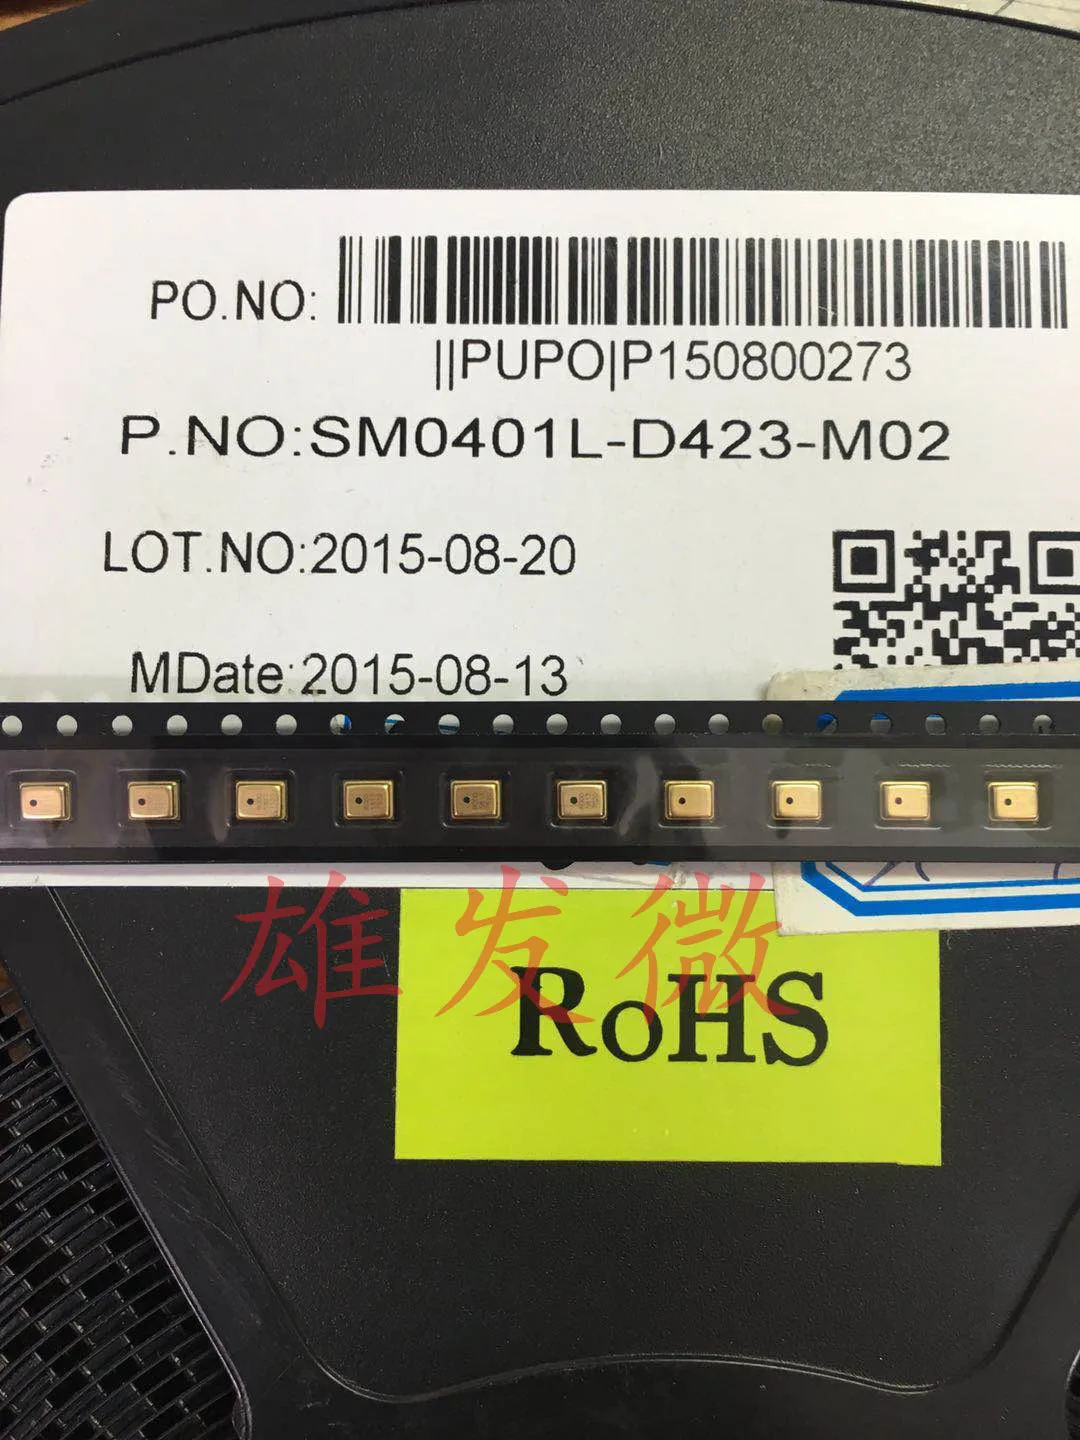 PO.NO:
||PUPO|P150800273
P.NO:SM0401L-D423-M02
LOT.NO:2015-08-20
MDate:2015-08-13
雄发微
RoHS